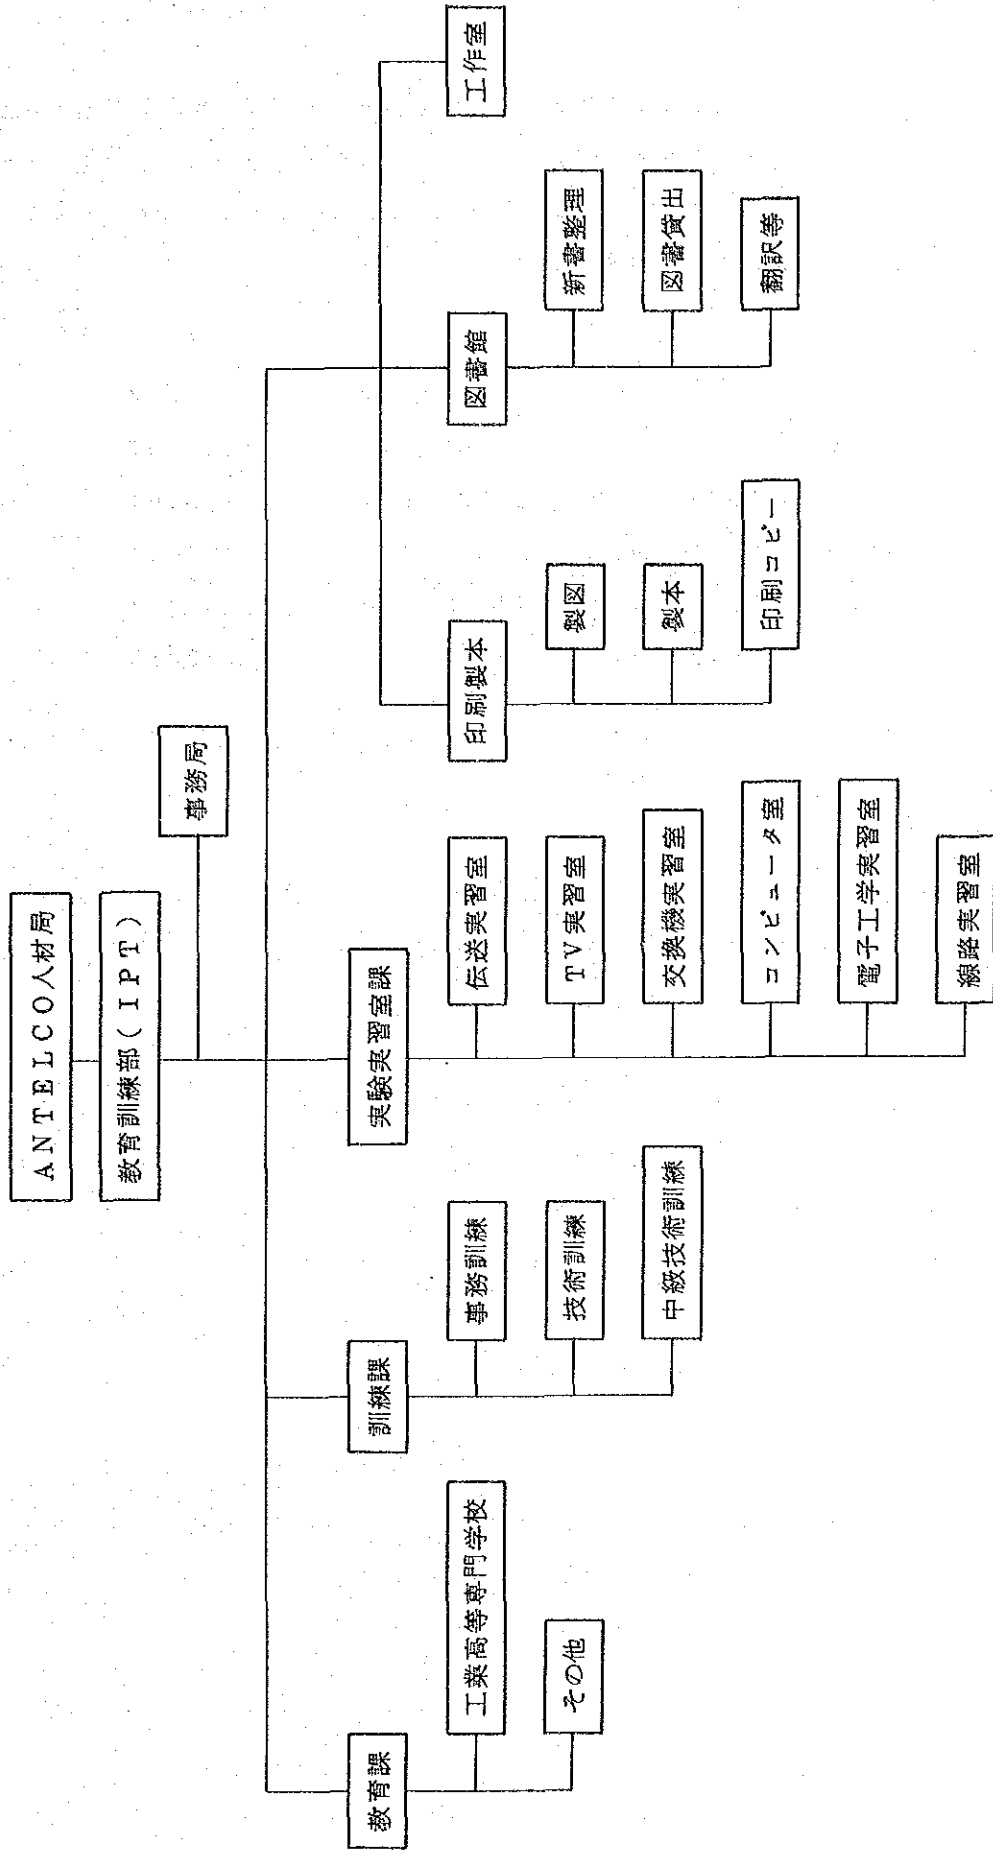 ANTELCO人材局
教育訓練部(IPT)
事務局
教育課
工業高等専門学校
その他
訓練課
事務訓練
技術訓練
中級技術訓練
実験実習室課
伝送実習室
TV実習室
交換機実習室
コンピュータ室
電子工学実習室
線路実習室
印刷製本
製図
製本
印刷コピー
図書館
新書整理
図書貸出
翻訳等
工作室